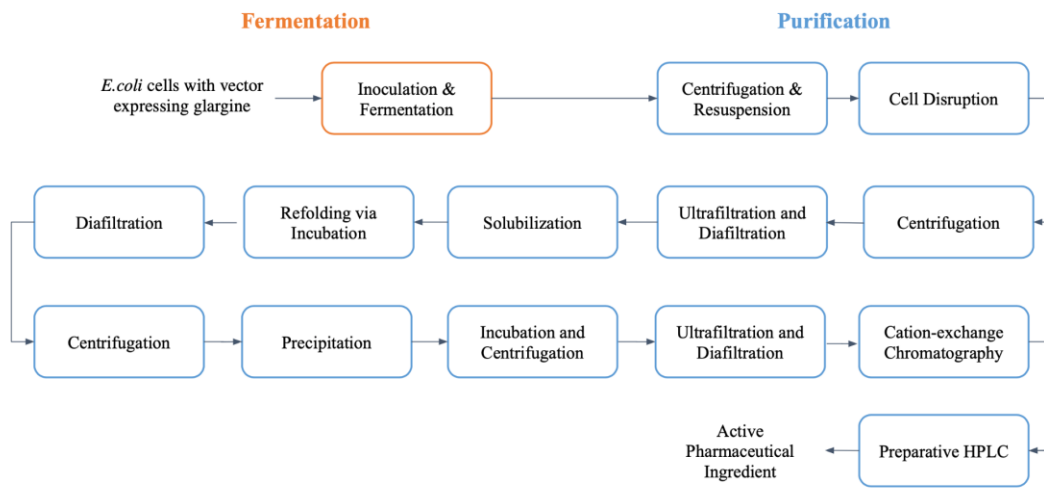 Fermentation
Purification
E.coli cells with vector
expressing glargine
Inoculation &
Fermentation
Centrifugation &
Resuspension
Cell Disruption
Diafiltration
Refolding via
Incubation
Solubilization
Ultrafiltration and
Diafiltration
Centrifugation
Centrifugation
Precipitation
Incubation and
Centrifugation
Ultrafiltration and
Diafiltration
Cation-exchange
Chromatography
Active
Pharmaceutical
Ingredient
Preparative HPLC